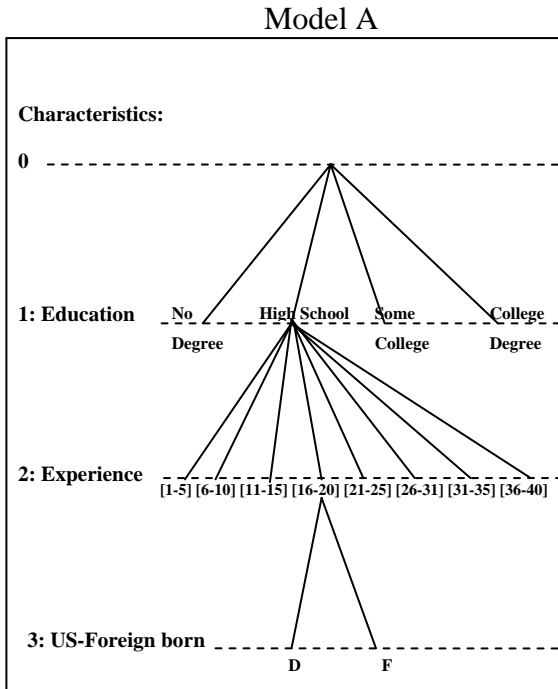 Model A
Characteristics:
0
1: Education No Degree High School Some College College Degree
2: Experience
[1-5] [6-10] [11-15] [16-20] [21-25] [26-31] [31-35] [36-40]
3: US-Foreign born
D F